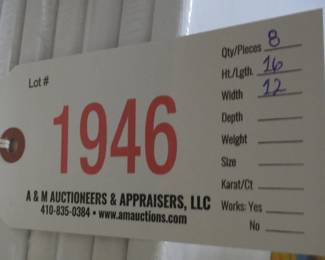 Lot #
1946
A & M AUCTIONEERS & APPRAISERS, LLC
410-835-0384 • www.amauctions.com
Qty/Pieces 8
Ht./Lgth. 16
Width 12
Depth
Weight
Size
Karat/Ct
Works: Yes
No